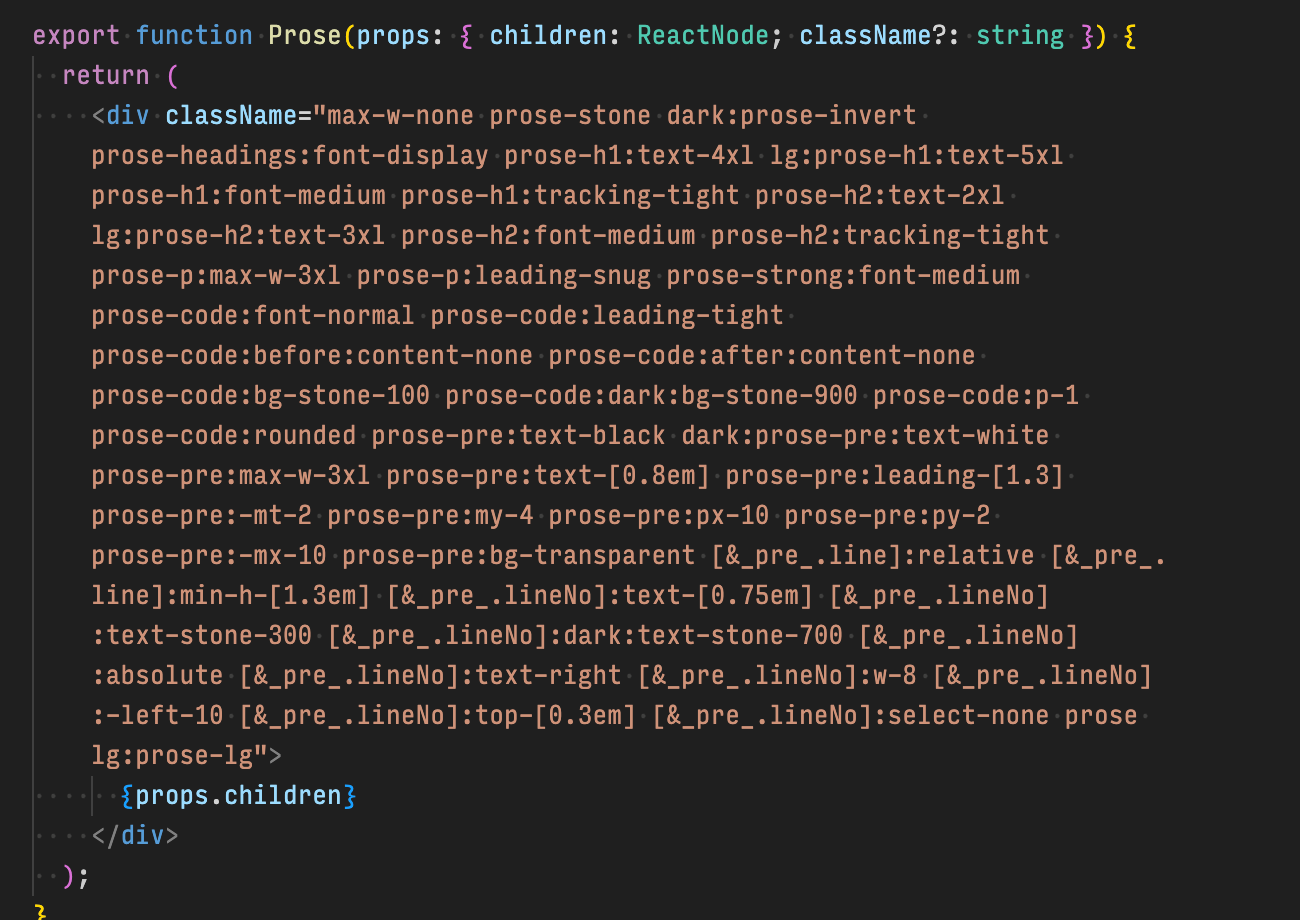 export function Prose(props: { children: ReactNode; className?: string }) {
return (
<div className="max-w-none prose-stone dark:prose-invert
prose-headings:font-display prose-h1:text-4xl lg:prose-h1:text-5xl
prose-h1:font-medium prose-h1:tracking-tight prose-h2:text-2xl
lg:prose-h2:text-3xl prose-h2:font-medium prose-h2:tracking-tight
prose-p:max-w-3xl prose-p:leading-snug prose-strong:font-medium
prose-code:font-normal prose-code:leading-tight
prose-code:before:content-none prose-code:after:content-none
prose-code:bg-stone-100 prose-code:dark:bg-stone-900 prose-code:p-1
prose-code:rounded prose-pre:text-black dark:prose-pre:text-white
prose-pre:max-w-3xl prose-pre:text-[0.8em] prose-pre:leading-[1.3]
prose-pre:-mt-2 prose-pre:my-4 prose-pre:px-10 prose-pre:py-2
prose-pre:-mx-10 prose-pre:bg-transparent [&_pre_.line]:relative [&_pre_.
line]:min-h-[1.3em] [&_pre_.lineNo]:text-[0.75em] [&_pre_.lineNo]
:text-stone-300 [&_pre_.lineNo]:dark:text-stone-700 [&_pre_.lineNo]
:absolute [&_pre_.lineNo]:text-right [&_pre_.lineNo]:w-8 [&_pre_.lineNo]
:-left-10 [&_pre_.lineNo]:top-[0.3em] [&_pre_.lineNo]:select-none prose
lg:prose-lg">
{props.children}
</div>
);
}